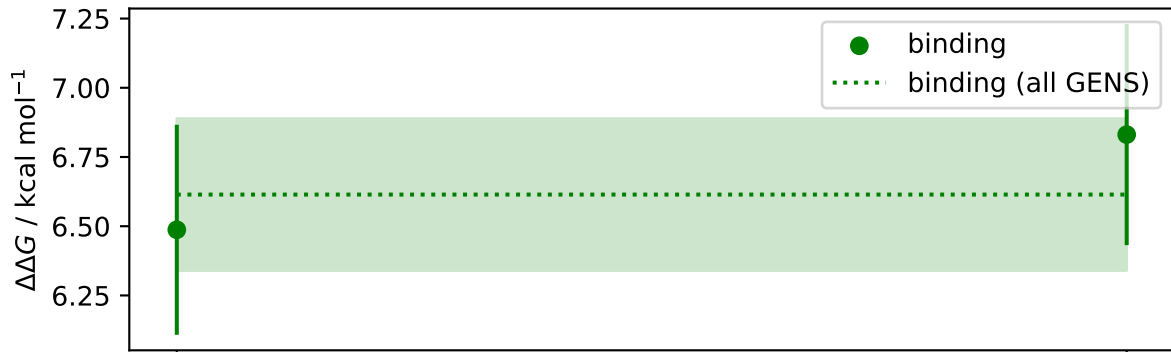 7.25
7.00
6.75
6.50
6.25
ΔΔG / kcal mol⁻¹
binding
binding (all GENS)